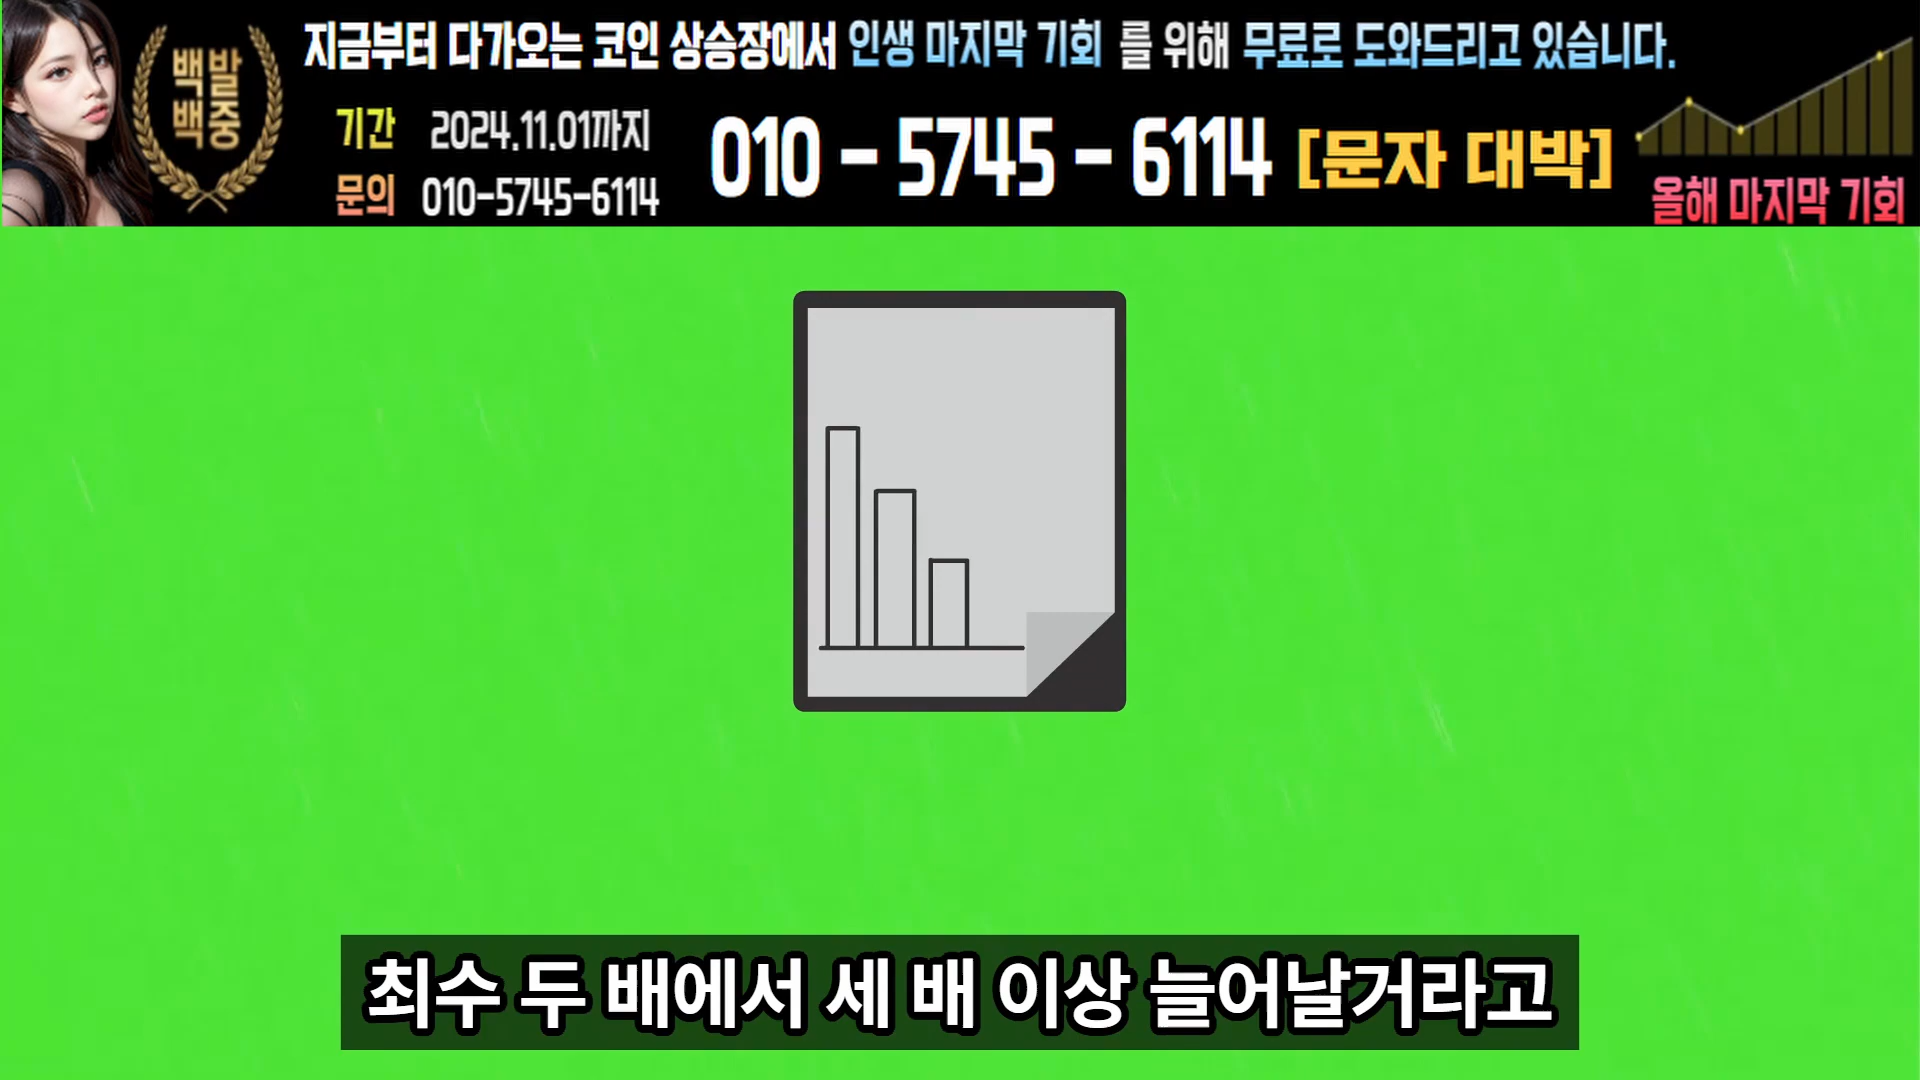 지금부터 다가오는 코인 상승장에서 인생 마지막 기회 를 위해 무료로 도와드리고 있습니다.
백발
백중
기간 2024.11.01까지
문의 010-5745-6114
010 - 5745 - 6114 [문자 대박]
올해 마지막 기회
최수 두 배에서 세 배 이상 늘어날거라고